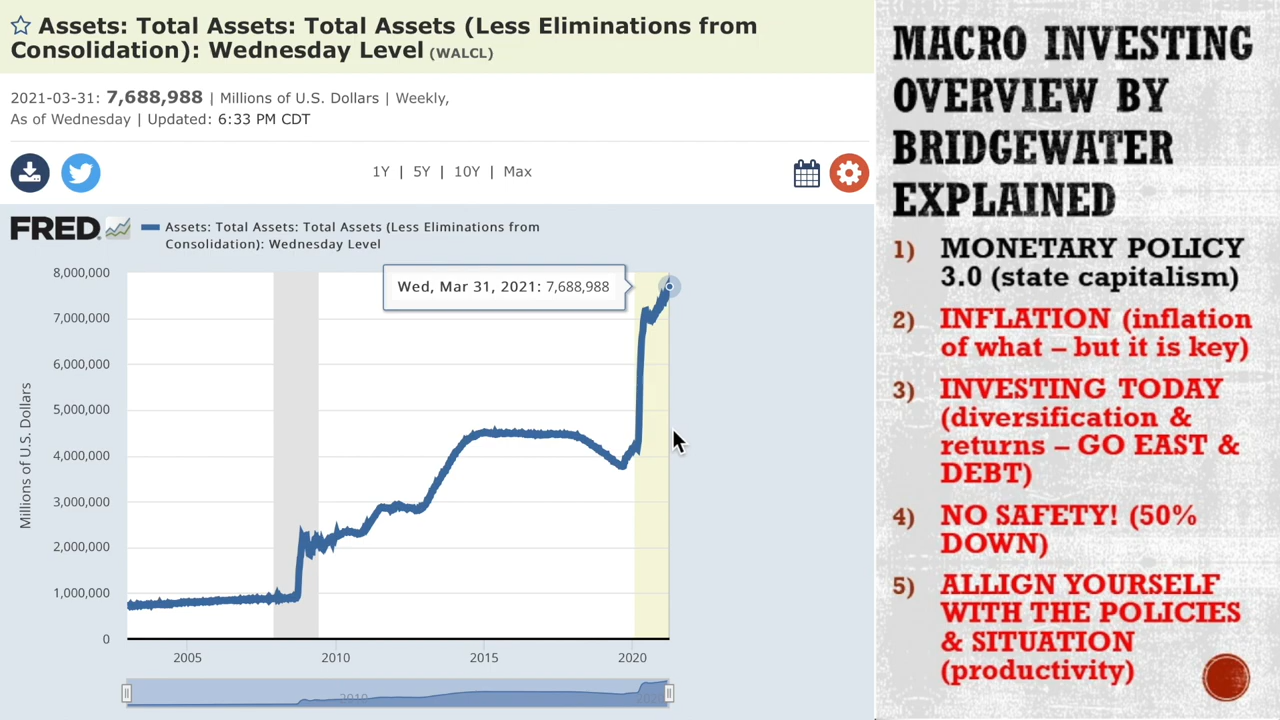 Assets: Total Assets: Total Assets (Less Eliminations from
Consolidation): Wednesday Level (WALCL)
2021-03-31: 7,688,988 | Millions of U.S. Dollars | Weekly,
As of Wednesday | Updated: 6:33 PM CDT
1Y | 5Y | 10Y | Max
FRED
Assets: Total Assets: Total Assets (Less Eliminations from
Consolidation): Wednesday Level
Wed, Mar 31, 2021: 7,688,988
Millions of U.S. Dollars
8,000,000
7,000,000
6,000,000
5,000,000
4,000,000
3,000,000
2,000,000
1,000,000
0
2005 2010 2015 2020
2010
MACRO INVESTING
OVERVIEW BY
BRIDGEWATER
EXPLAINED
1) MONETARY POLICY
3.0 (state capitalism)
2) INFLATION (inflation
of what – but it is key)
3) INVESTING TODAY
(diversification &
returns – GO EAST &
DEBT)
4) NO SAFETY! (50%
DOWN)
5) ALLIGN YOURSELF
WITH THE POLICIES
& SITUATION
(productivity)